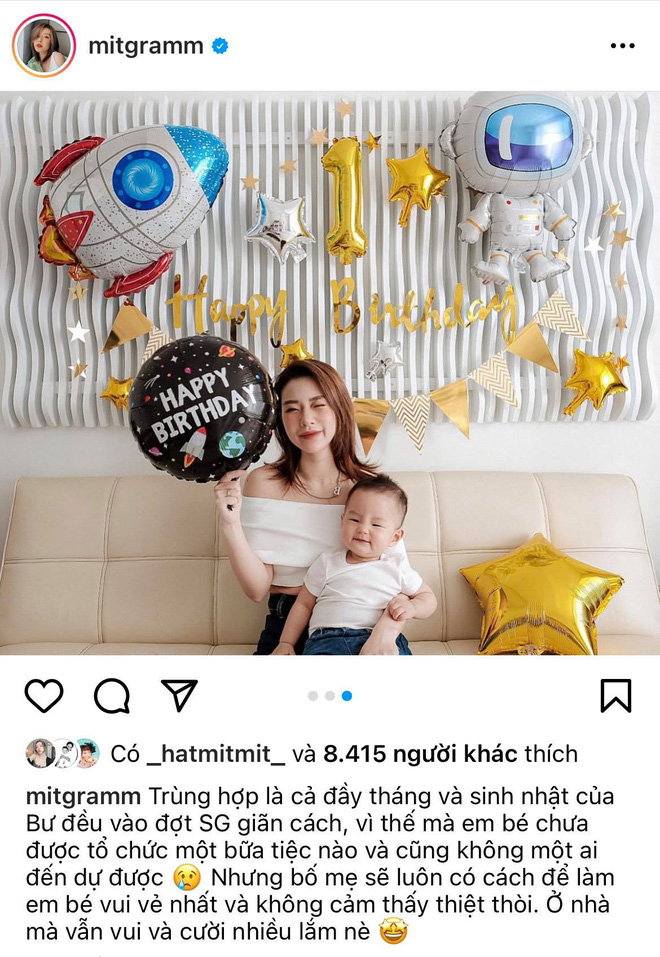 mitgramm
1
Happy Birthday
HAPPY
BIRTHDAY
Có _hatmitmit_ và 8.415 người khác thích
mitgramm Trùng hợp là cả đầy tháng và sinh nhật của
Bư đều vào đợt SG giãn cách, vì thế mà em bé chưa
được tổ chức một bữa tiệc nào và cũng không một ai
đến dự được 😢 Nhưng bố mẹ sẽ luôn có cách để làm
em bé vui vẻ nhất và không cảm thấy thiệt thòi. Ở nhà
mà vẫn vui và cười nhiều lắm nè 🤩